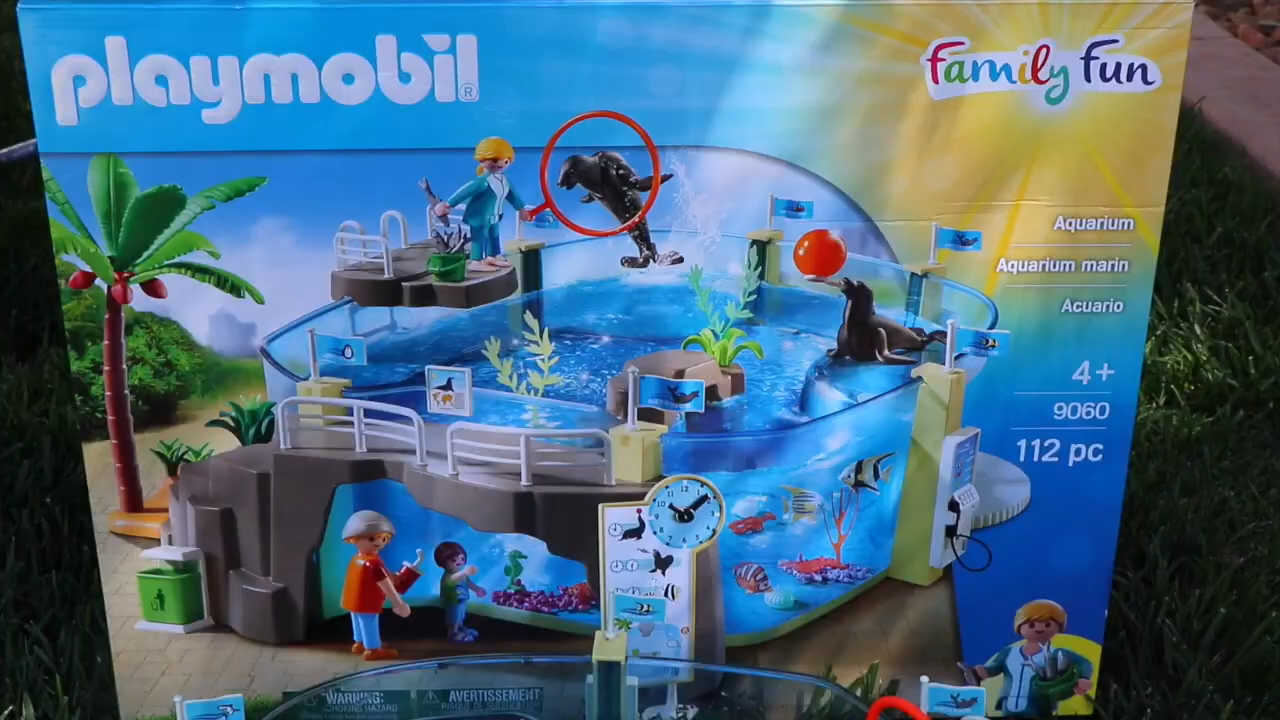 playmobil®
family fun
Aquarium
Aquarium marin
Acuario
4+
9060
112 pc
WARNING: AVERTISSEMENT